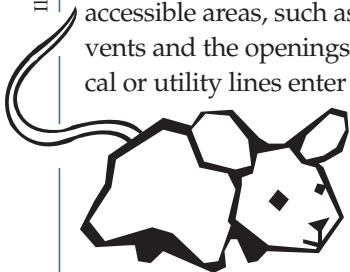 accessible areas, such as
vents and the openings
cal or utility lines enter